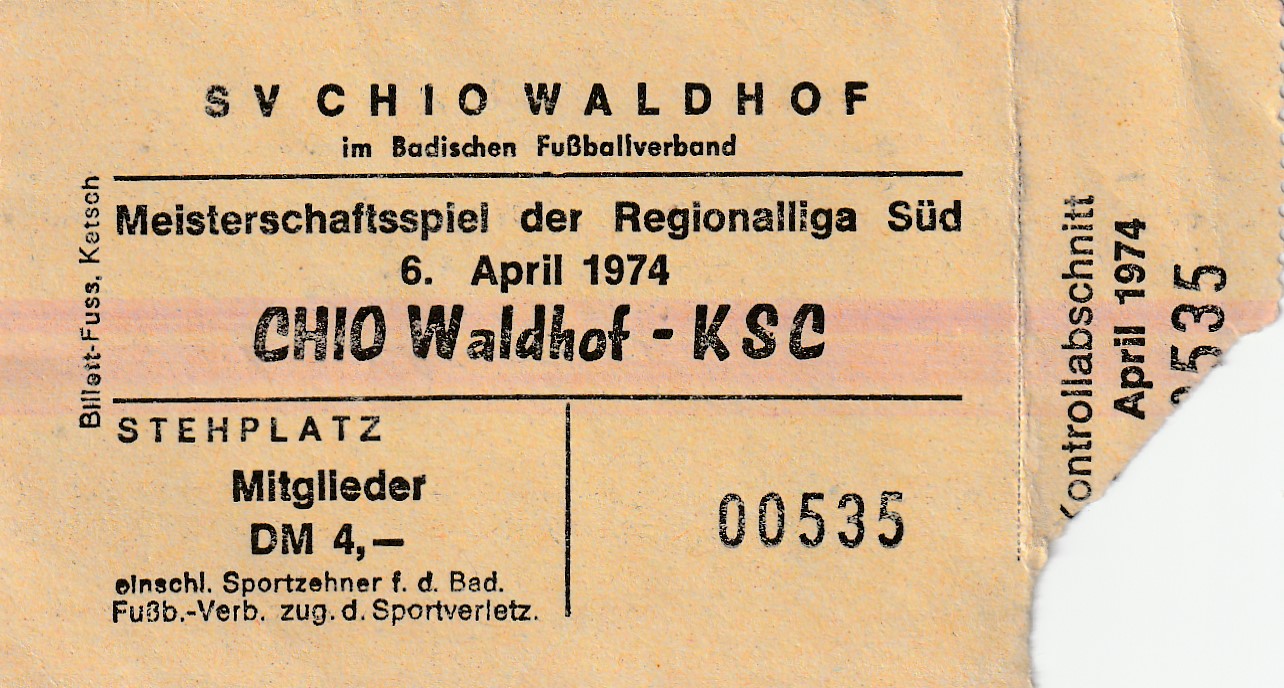 SV CHIO WALDHOF
im Badischen Fußballverband
Meisterschaftsspiel der Regionalliga Süd
6. April 1974
CHIO Waldhof - KSC
STEHPLATZ
Mitglieder
DM 4,—
einschl. Sportzehner f. d. Bad.
Fußb.-Verb. zug. d. Sportverletz.
00535
Billett-Fuss, Ketsch
Kontrollabschnitt
April 1974
535